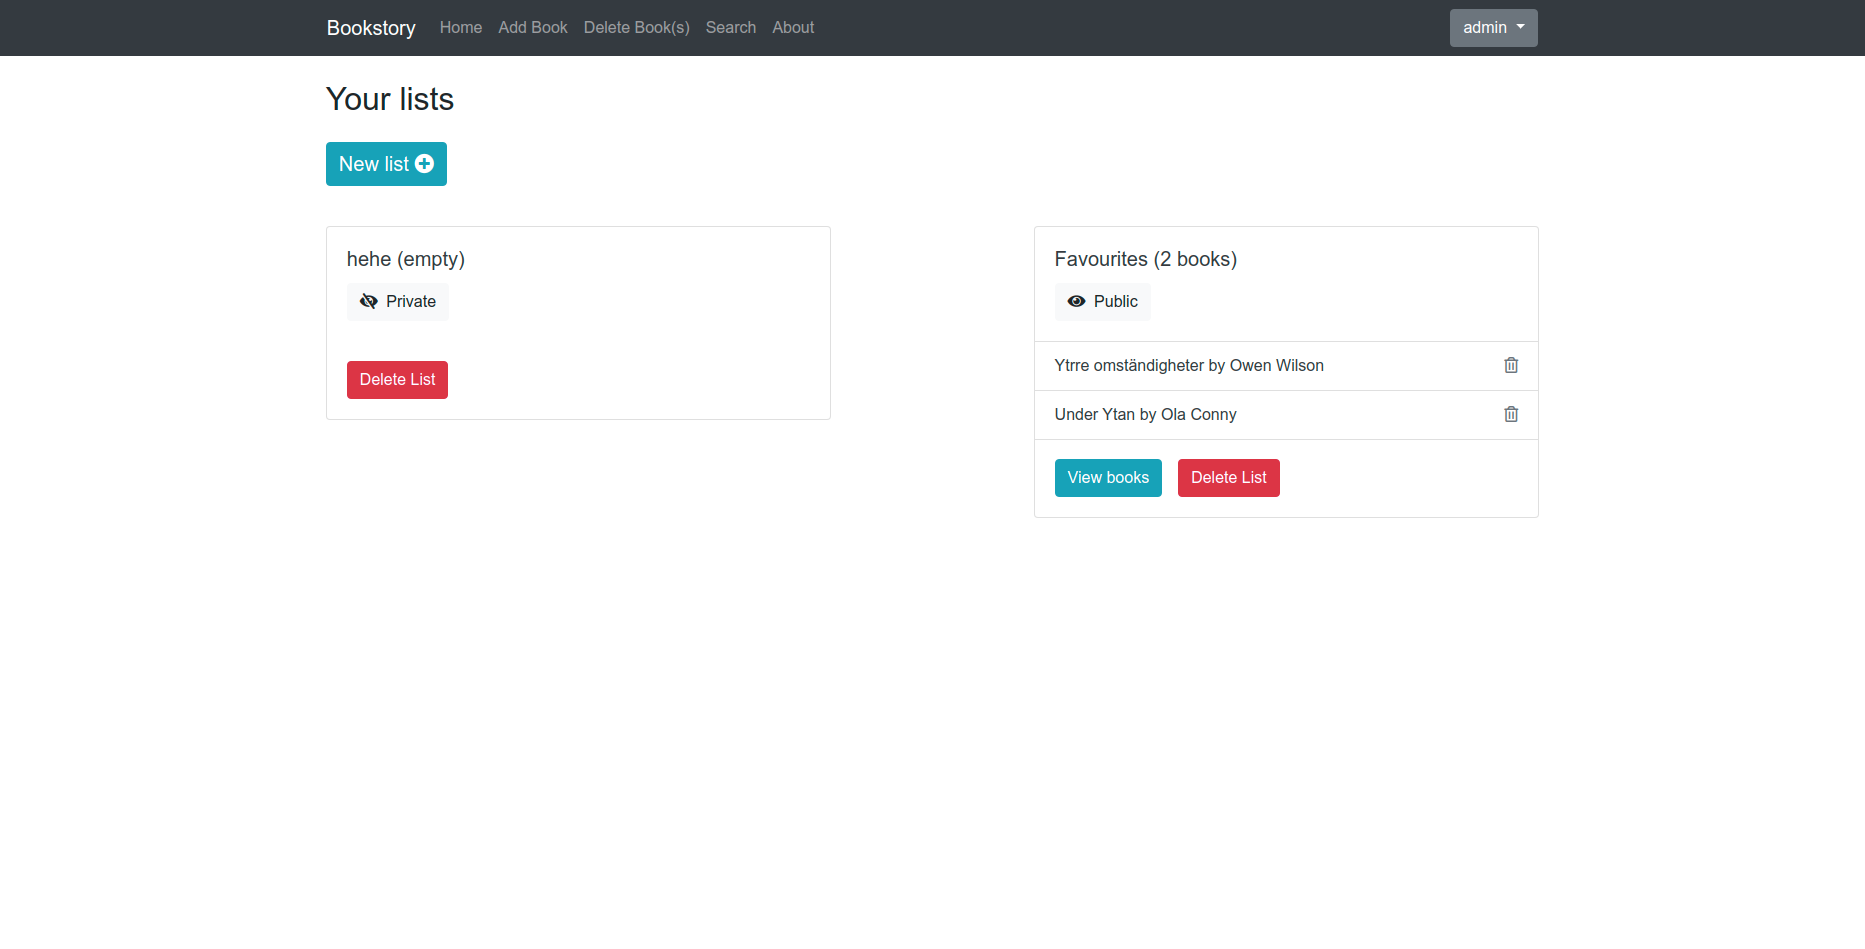 Bookstory Home Add Book Delete Book(s) Search About admin
Your lists
New list
hehe (empty)
Private
Delete List
Favourites (2 books)
Public
Ytrre omständigheter by Owen Wilson
Under Ytan by Ola Conny
View books Delete List